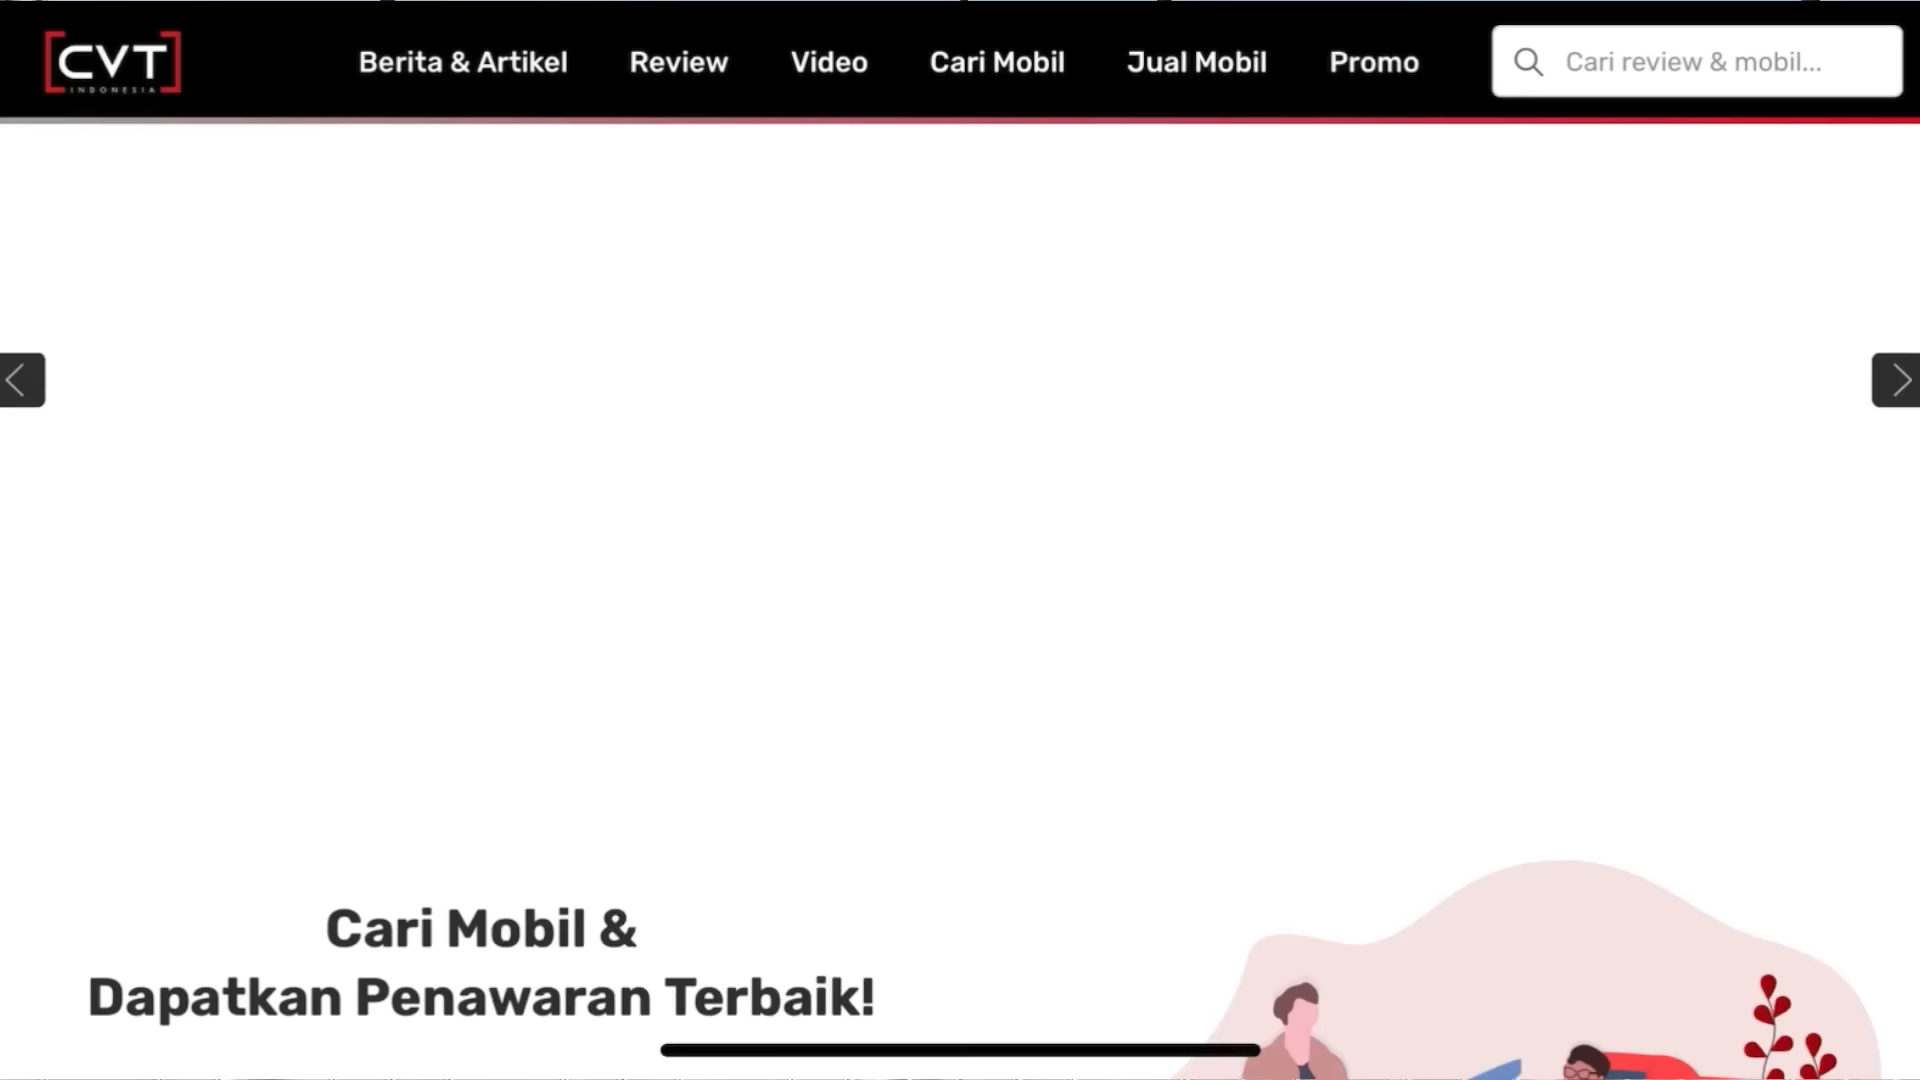 CVT
INDONESIA
Berita & Artikel
Review
Video
Cari Mobil
Jual Mobil
Promo
Cari review & mobil...
Cari Mobil &
Dapatkan Penawaran Terbaik!